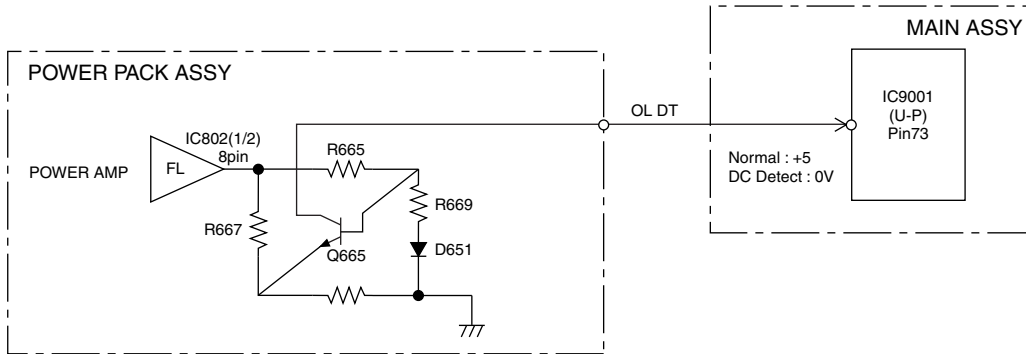 MAIN ASSY
POWER PACK ASSY
OL DT
IC9001
(U-P)
Pin73
IC802(1/2)
8pin
R665
POWER AMP
FL
Normal : +5
DC Detect : 0V
R669
R667
Q665
D651